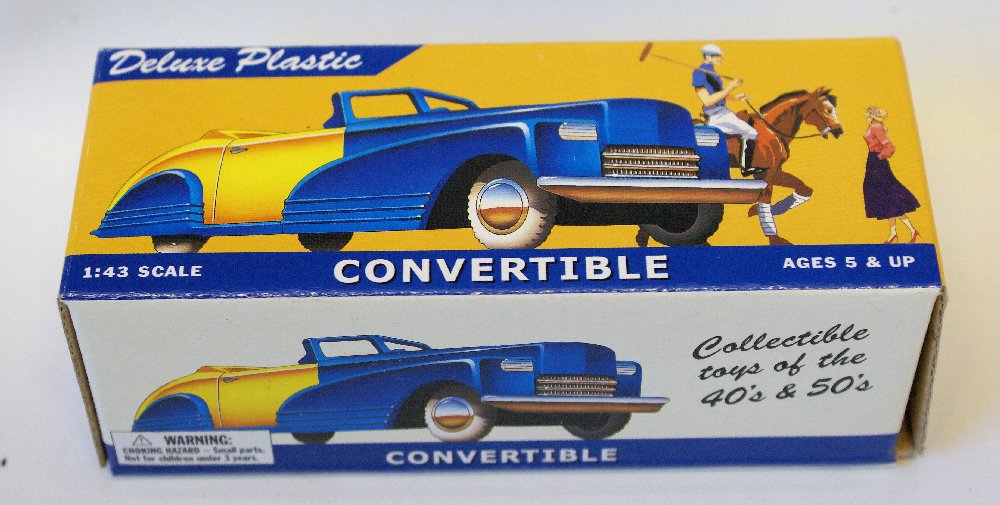 Deluxe Plastic
1:43 SCALE
CONVERTIBLE
AGES 5 & UP
Collectible
toys of the
40's & 50's
WARNING:
CHOKING HAZARD – Small parts.
Not for children under 3 years.
CONVERTIBLE